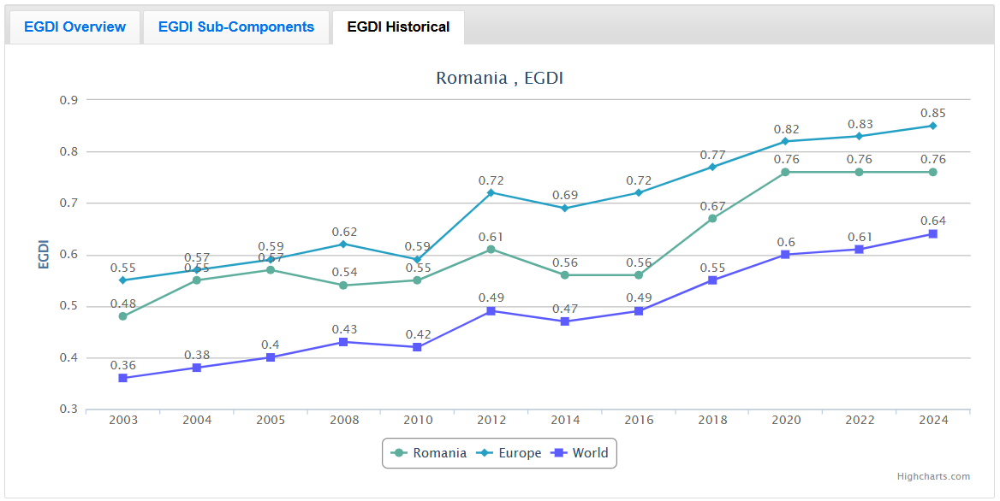 EGDI Overview EGDI Sub-Components EGDI Historical
Romania , EGDI
EGDI
0.9
0.8
0.7
0.6
0.5
0.4
0.3
0.48 0.55 0.57 0.54 0.55 0.61 0.56 0.56 0.67 0.76 0.76 0.76
0.55 0.57 0.59 0.62 0.59 0.72 0.69 0.72 0.77 0.82 0.83 0.85
0.36 0.38 0.4 0.43 0.42 0.49 0.47 0.49 0.55 0.6 0.61 0.64
2003 2004 2005 2008 2010 2012 2014 2016 2018 2020 2022 2024
Romania Europe World
Highcharts.com